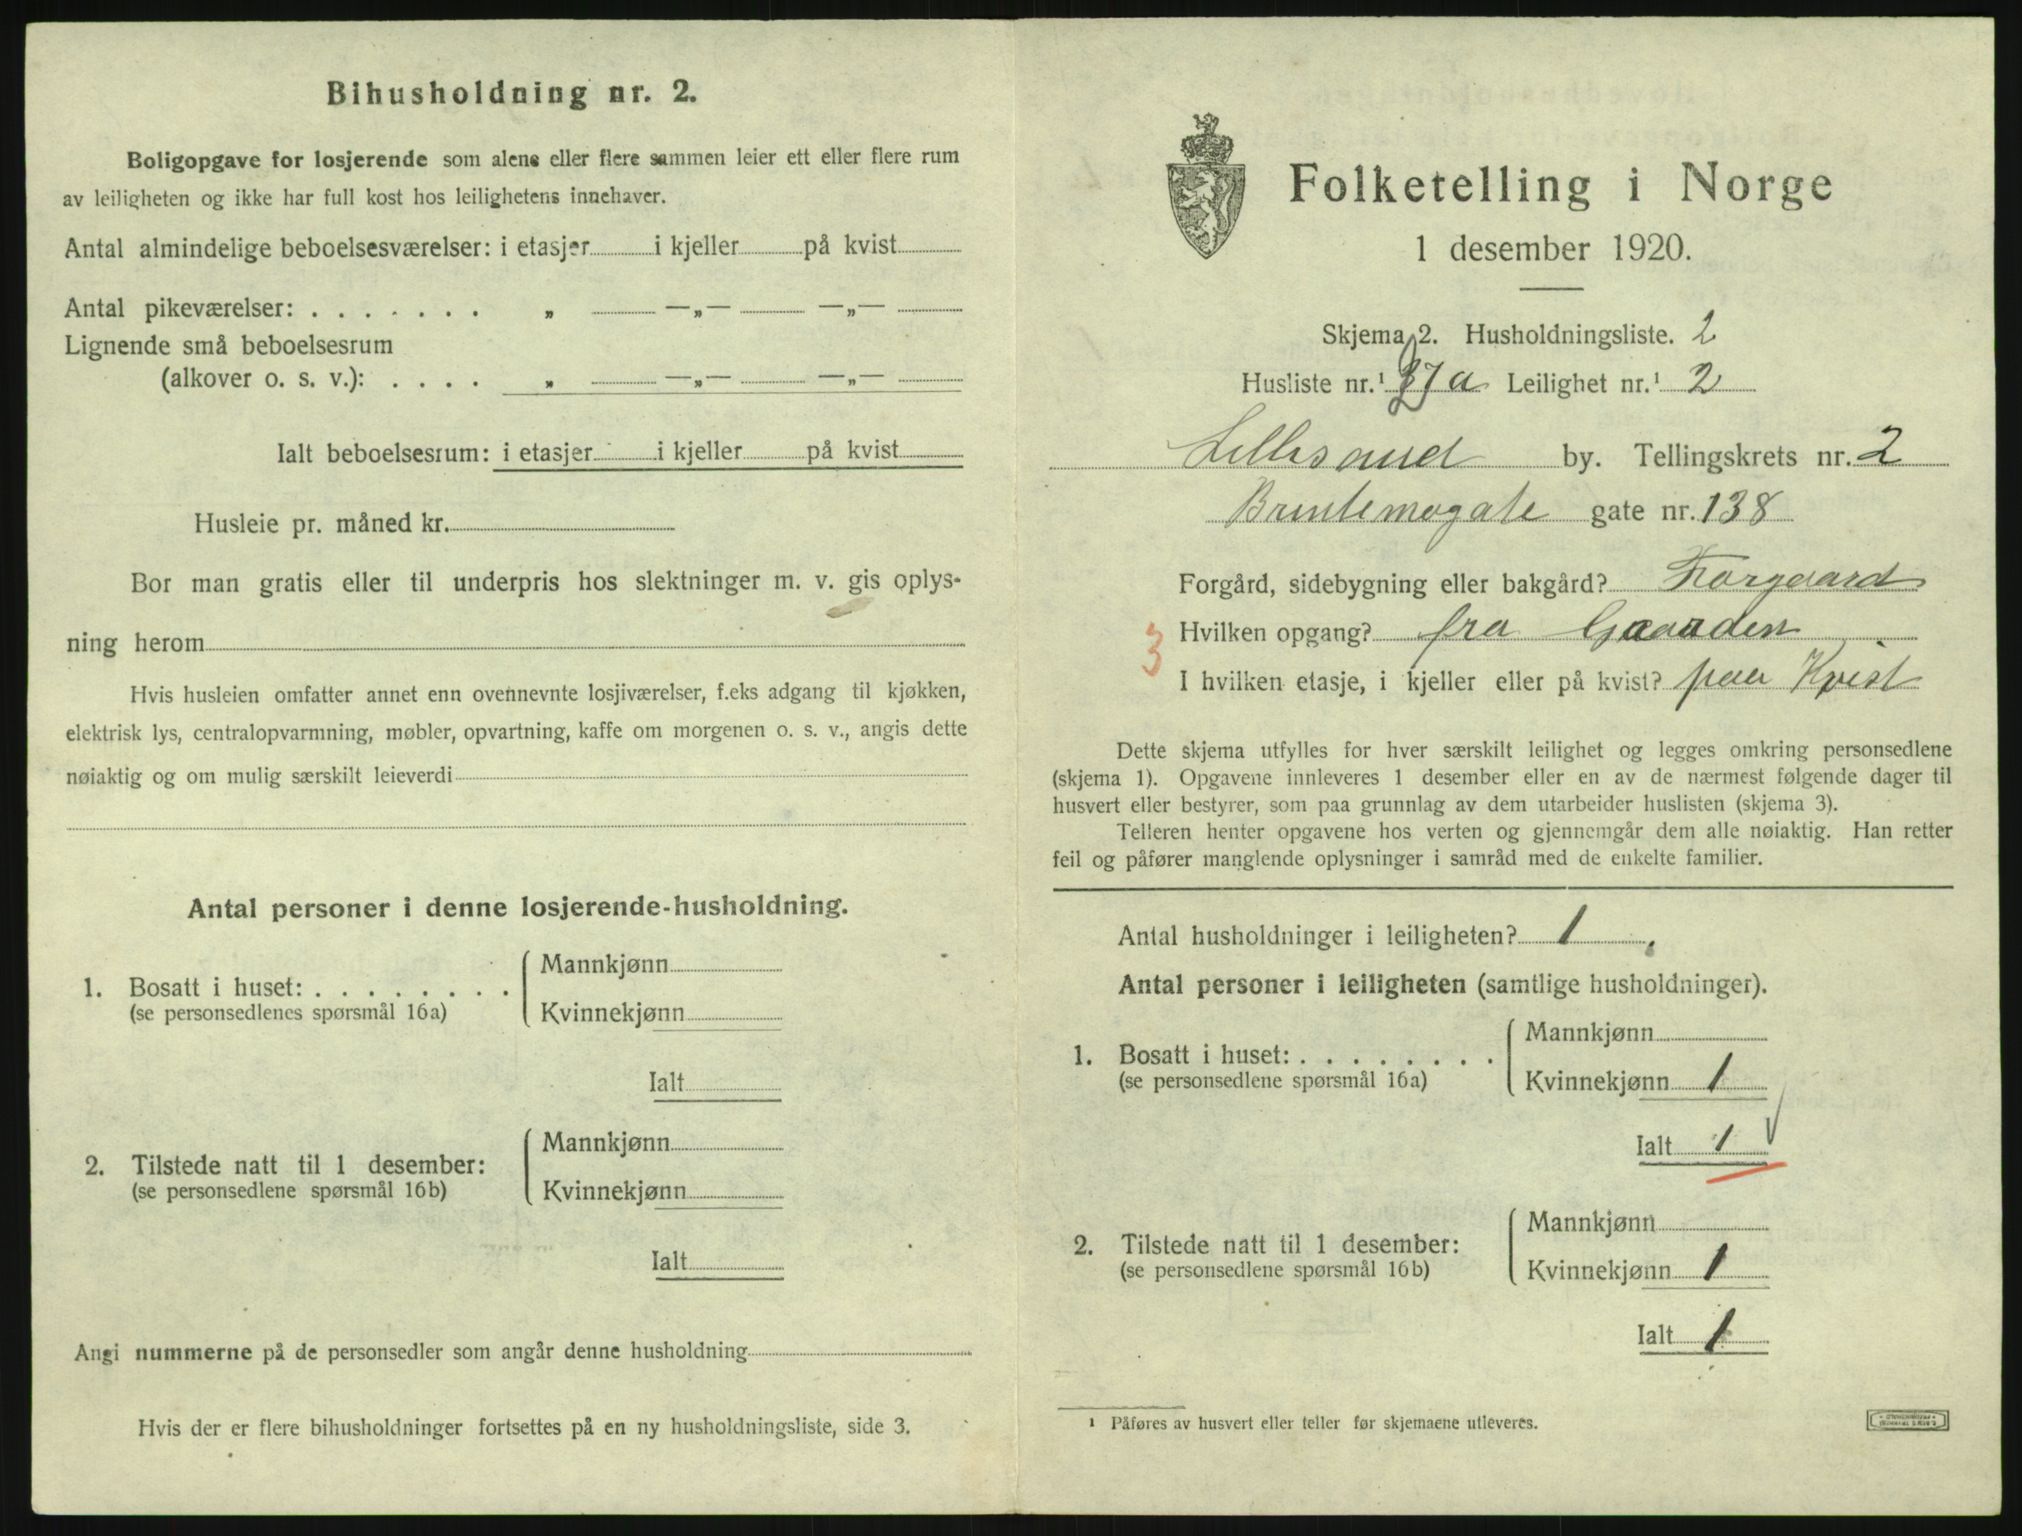 Bihusholdning nr. 2.
Boligopgave for losjerende som alene eller flere sammen leier ett eller flere rum
av leiligheten og ikke har full kost hos leilighetens innehaver.
Antal almindelige beboelsesværelser: i etasjer i kjeller på kvist
Antal pikeværelser: . . . . . . . „ —„— —„—
Lignende små beboelsesrum
(alkover o. s. v.): . . . . „ —„— —„—
Ialt beboelsesrum: i etasjer i kjeller på kvist
Husleie pr. måned kr.
Bor man gratis eller til underpris hos slektninger m. v. gis oplys-
ning herom
Hvis husleien omfatter annet enn ovennevnte losjiværelser, f.eks adgang til kjøkken,
elektrisk lys, centralopvarmning, møbler, opvartning, kaffe om morgenen o. s. v., angis dette
nøiaktig og om mulig særskilt leieverdi
Antal personer i denne losjerende-husholdning.
1. Bosatt i huset: . . . . . . . .
(se personsedlenes spørsmål 16a)
Mannkjønn
Kvinnekjønn
Ialt
2. Tilstede natt til 1 desember:
(se personsedlene spørsmål 16b)
Mannkjønn
Kvinnekjønn
Ialt
Angi nummerne på de personsedler som angår denne husholdning
Hvis der er flere bihusholdninger fortsettes på en ny husholdningsliste, side 3.
Folketelling i Norge
1 desember 1920.
Skjema 2. Husholdningsliste. 2
Husliste nr.¹ 37a Leilighet nr.¹ 2
Lillesand by. Tellingskrets nr. 2
Bruntemogate gate nr. 138
Forgård, sidebygning eller bakgård? Forgaard
Hvilken opgang? fra Gaarden
3
I hvilken etasje, i kjeller eller på kvist? paa Kvist
Dette skjema utfylles for hver særskilt leilighet og legges omkring personsedlene
(skjema 1). Opgavene innleveres 1 desember eller en av de nærmest følgende dager til
husvert eller bestyrer, som paa grunnlag av dem utarbeider huslisten (skjema 3).
Telleren henter opgavene hos verten og gjennemgår dem alle nøiaktig. Han retter
feil og påfører manglende oplysninger i samråd med de enkelte familier.
Antal husholdninger i leiligheten? 1
Antal personer i leiligheten (samtlige husholdninger).
1. Bosatt i huset: . . . . . . . .
(se personsedlene spørsmål 16a)
Mannkjønn
Kvinnekjønn 1
Ialt 1
2. Tilstede natt til 1 desember:
(se personsedlene spørsmål 16b)
Mannkjønn
Kvinnekjønn 1
Ialt 1
¹ Påføres av husvert eller teller før skjemaene utleveres.